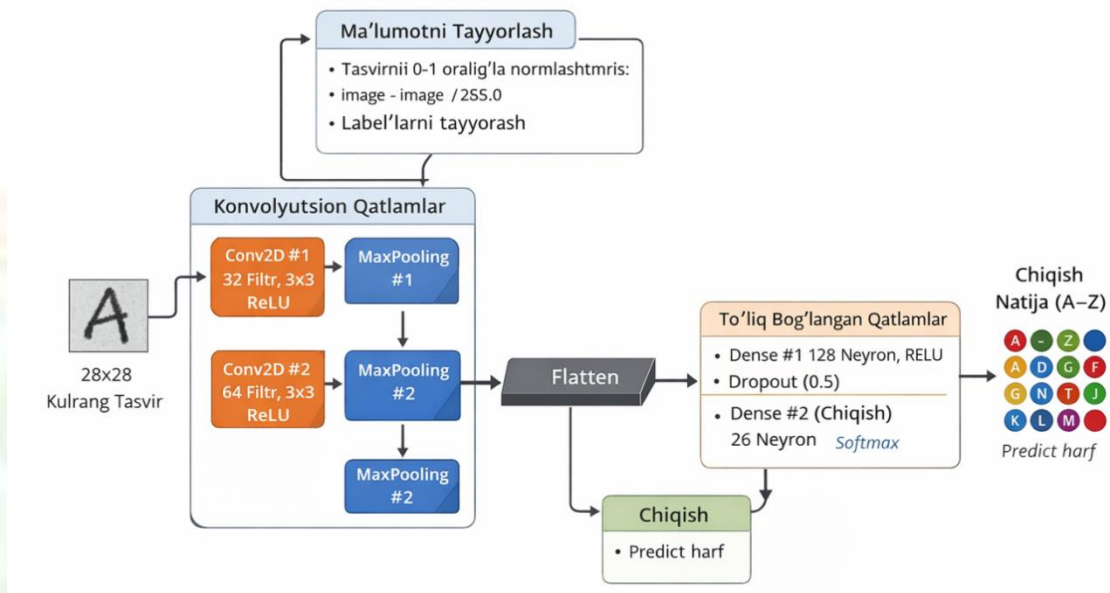 Ma'lumotni Tayyorlash
• Tasvirnii 0-1 oralig'la normlashtmris:
• image - image / 255.0
• Label'larni tayyorash
Konvolyutsion Qatlamlar
Conv2D #1
32 Filtr, 3x3
ReLU
MaxPooling
#1
A
28x28
Kulrang Tasvir
Conv2D #2
64 Filtr, 3x3
ReLU
MaxPooling
#2
MaxPooling
#2
Flatten
To'liq Bog'langan Qatlamlar
• Dense #1 128 Neyron, RELU
• Dropout (0.5)
• Dense #2 (Chiqish)
26 Neyron Softmax
Chiqish
• Predict harf
Chiqish
Natija (A–Z)
A - Z
A D G F
G N T J
K L M
Predict harf